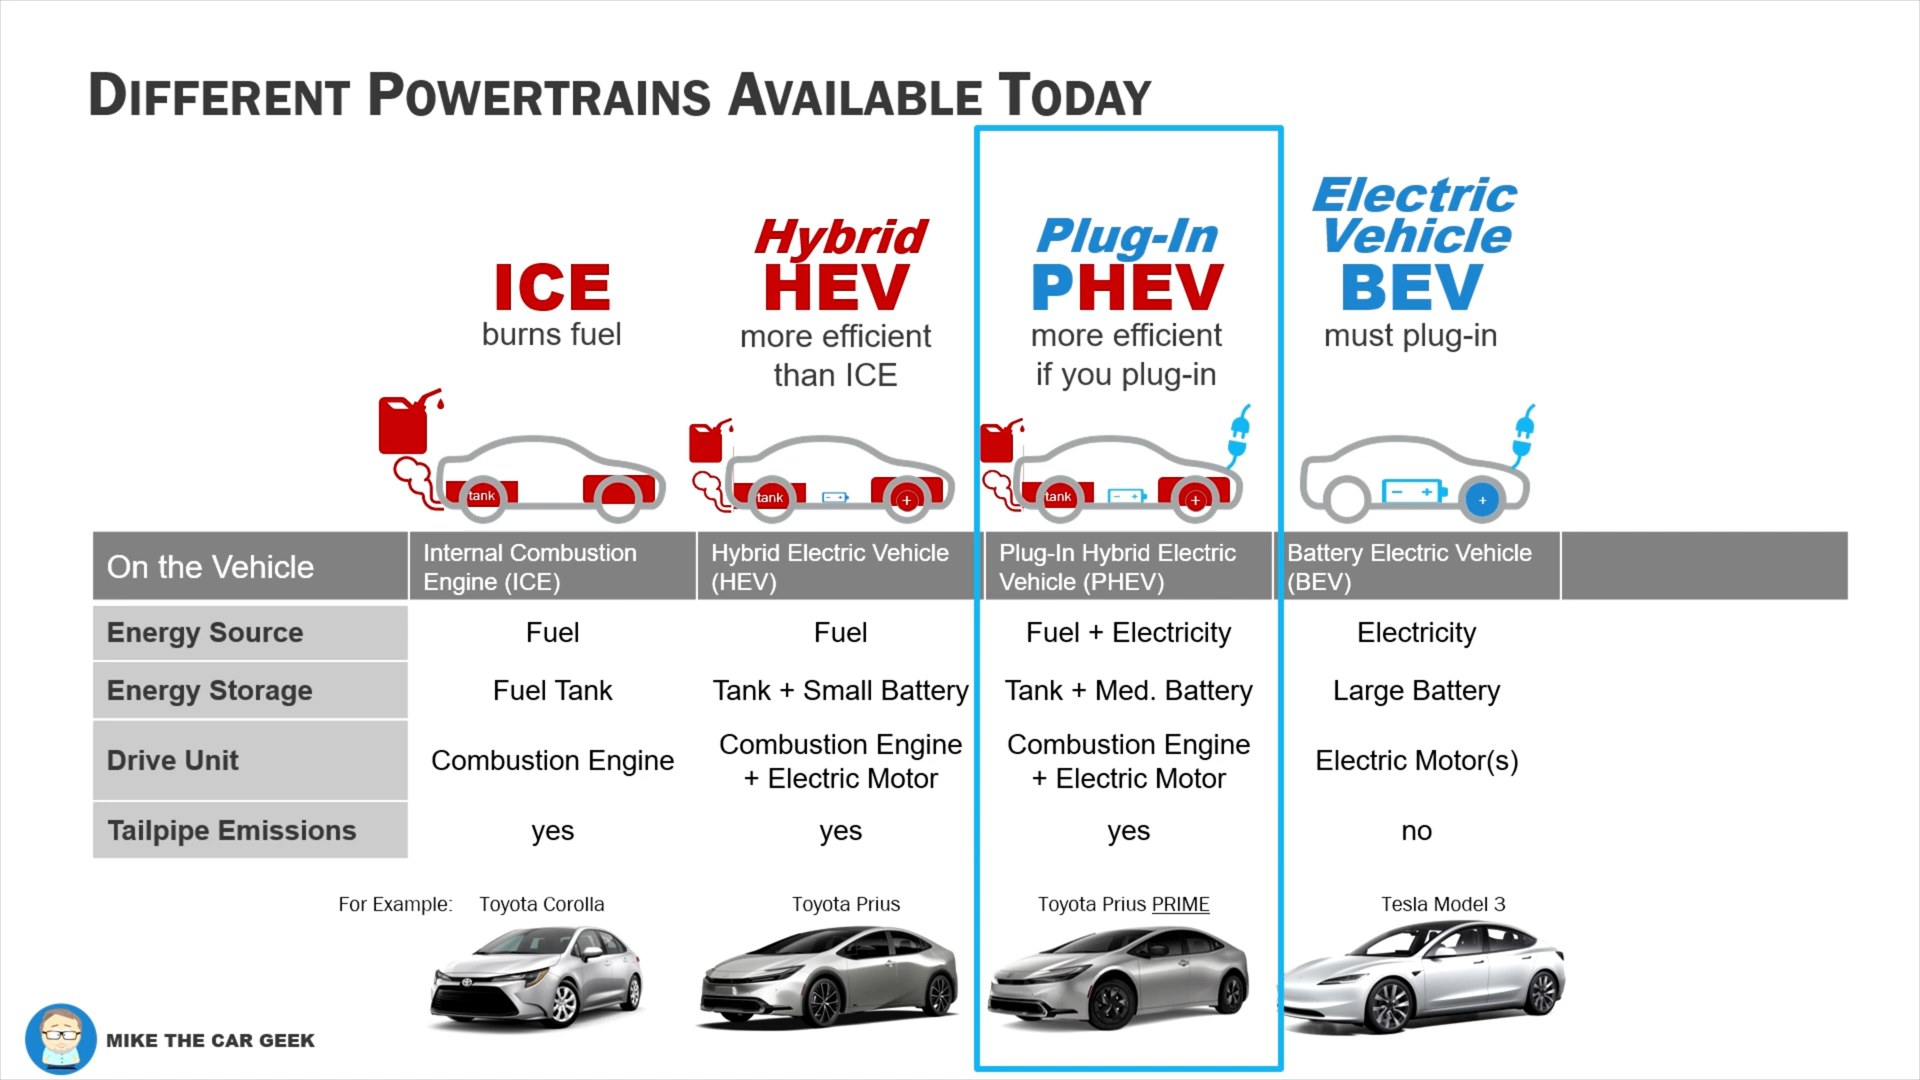 DIFFERENT POWERTRAINS AVAILABLE TODAY
ICE
burns fuel
Hybrid
HEV
more efficient
than ICE
Plug-In
PHEV
more efficient
if you plug-in
Electric
Vehicle
BEV
must plug-in
tank
tank
- +
+
tank
- +
+
- +
+
On the Vehicle
Internal Combustion
Engine (ICE)
Hybrid Electric Vehicle
(HEV)
Plug-In Hybrid Electric
Vehicle (PHEV)
Battery Electric Vehicle
(BEV)
Energy Source
Fuel
Fuel
Fuel + Electricity
Electricity
Energy Storage
Fuel Tank
Tank + Small Battery
Tank + Med. Battery
Large Battery
Drive Unit
Combustion Engine
Combustion Engine
+ Electric Motor
Combustion Engine
+ Electric Motor
Electric Motor(s)
Tailpipe Emissions
yes
yes
yes
no
For Example:
Toyota Corolla
Toyota Prius
Toyota Prius PRIME
Tesla Model 3
MIKE THE CAR GEEK